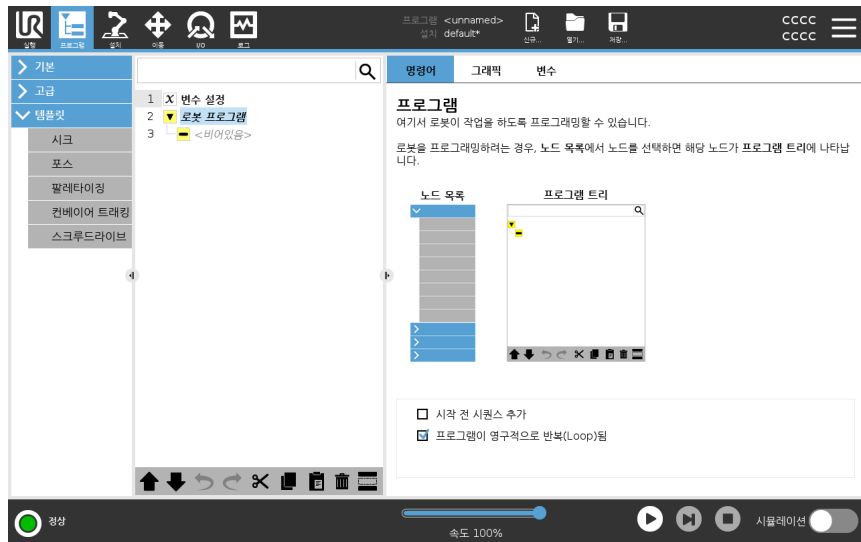 UR
실행
프로그램
설치
이동
I/O
로그
프로그램 <unnamed>
설치 default*
신규...
열기...
저장...
CCCC
CCCC
기본
고급
템플릿
시크
포스
팔레타이징
컨베이어 트래킹
스크루드라이브
1 X 변수 설정
2 로봇 프로그램
3 <비어있음>
명령어 그래픽 변수
프로그램
여기서 로봇이 작업을 하도록 프로그래밍할 수 있습니다.
로봇을 프로그래밍하려는 경우, 노드 목록에서 노드를 선택하면 해당 노드가 프로그램 트리에 나타납
니다.
노드 목록 프로그램 트리
시작 전 시퀀스 추가
프로그램이 영구적으로 반복(Loop)됨
정상
속도 100%
시뮬레이션